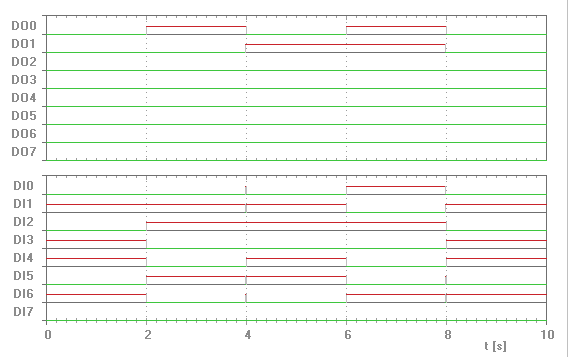 DO0
DO1
DO2
DO3
DO4
DO5
DO6
DO7
DI0
DI1
DI2
DI3
DI4
DI5
DI6
DI7
0 2 4 6 8 10
t [s]